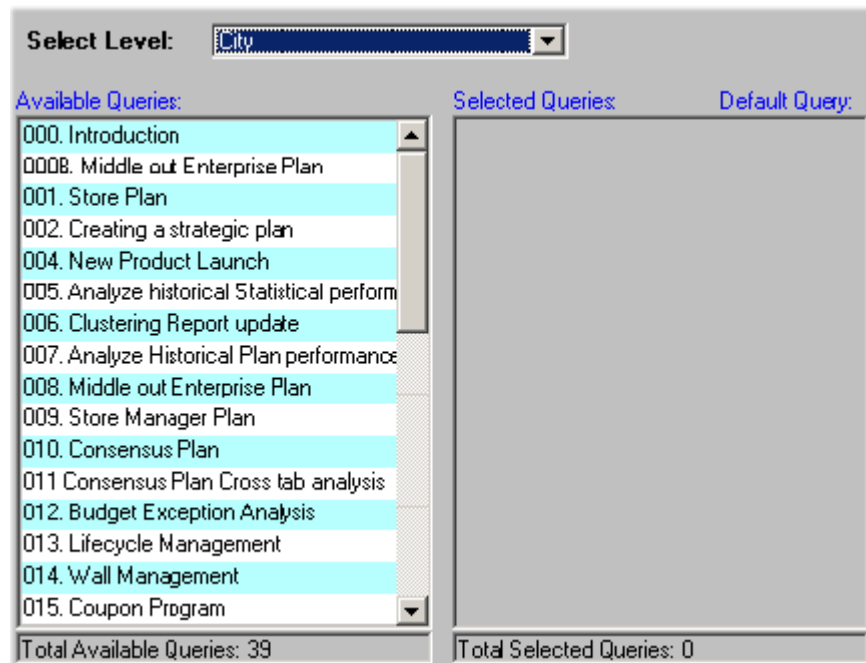 Select Level: City
Available Queries:
000. Introduction
0008. Middle out Enterprise Plan
001. Store Plan
002. Creating a strategic plan
004. New Product Launch
005. Analyze historical Statistical perform
006. Clustering Report update
007. Analyze Historical Plan performance
008. Middle out Enterprise Plan
009. Store Manager Plan
010. Consensus Plan
011 Consensus Plan Cross tab analysis
012. Budget Exception Analysis
013. Lifecycle Management
014. Wall Management
015. Coupon Program
Total Available Queries: 39
Selected Queries: Default Query:
Total Selected Queries: 0